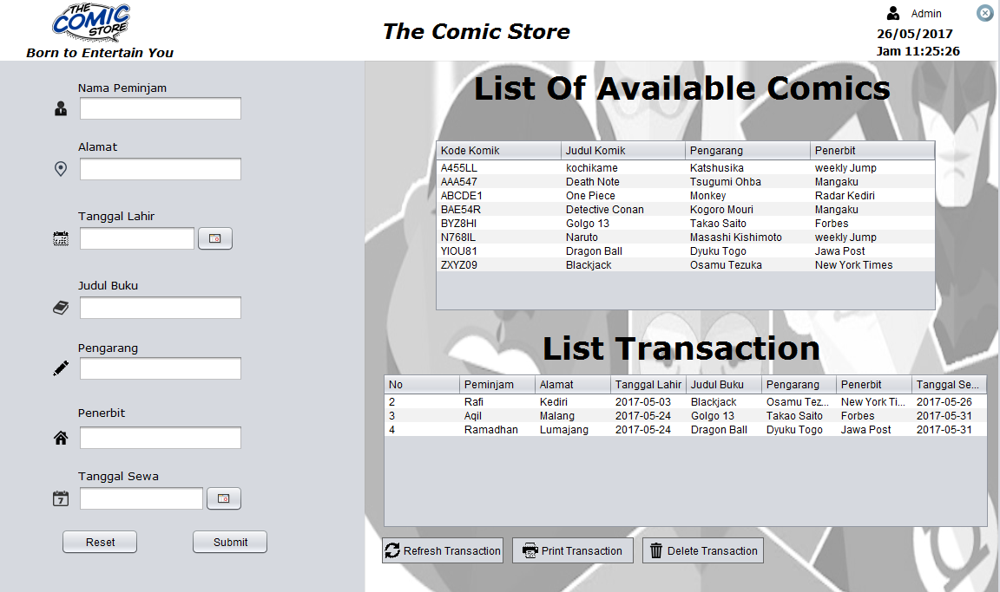 THE
COMIC
STORE
Born to Entertain You
The Comic Store
Admin
26/05/2017
Jam 11:25:26
Nama Peminjam
Alamat
Tanggal Lahir
Judul Buku
Pengarang
Penerbit
Tanggal Sewa
7
Reset Submit
List Of Available Comics
Kode Komik Judul Komik Pengarang Penerbit
A455LL kochikame Katshusika weekly Jump
AAA547 Death Note Tsugumi Ohba Mangaku
ABCDE1 One Piece Monkey Radar Kediri
BAE54R Detective Conan Kogoro Mouri Mangaku
BYZ8HI Golgo 13 Takao Saito Forbes
N768IL Naruto Masashi Kishimoto weekly Jump
YIOU81 Dragon Ball Dyuku Togo Jawa Post
ZXYZ09 Blackjack Osamu Tezuka New York Times
List Transaction
No Peminjam Alamat Tanggal Lahir Judul Buku Pengarang Penerbit Tanggal Se...
2 Rafi Kediri 2017-05-03 Blackjack Osamu Tez... New York Ti... 2017-05-26
3 Aqil Malang 2017-05-24 Golgo 13 Takao Saito Forbes 2017-05-31
4 Ramadhan Lumajang 2017-05-24 Dragon Ball Dyuku Togo Jawa Post 2017-05-31
Refresh Transaction Print Transaction Delete Transaction